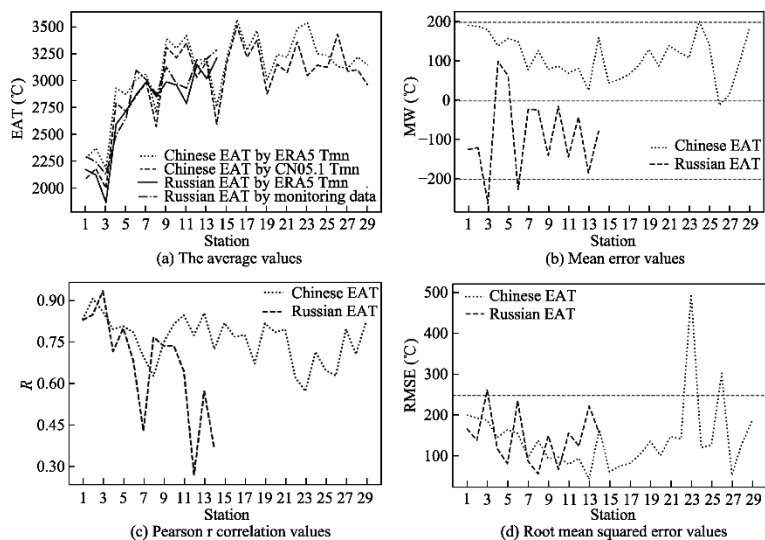 3500
3250
3000
2750
2500
2250
2000
EAT (℃)
Chinese EAT by ERA5 Tmn
Chinese EAT by CN05.1 Tmn
Russian EAT by ERA5 Tmn
Russian EAT by monitoring data
1 3 5 7 9 11 13 15 17 19 21 23 25 27 29
Station
(a) The average values
200
100
0
−100
−200
MW (℃)
Chinese EAT
Russian EAT
1 3 5 7 9 11 13 15 17 19 21 23 25 27 29
Station
(b) Mean error values
0.90
0.75
0.60
0.45
0.30
R
Chinese EAT
Russian EAT
1 3 5 7 9 11 13 15 17 19 21 23 25 27 29
Station
(c) Pearson r correlation values
500
400
300
200
100
RMSE (℃)
Chinese EAT
Russian EAT
1 3 5 7 9 11 13 15 17 19 21 23 25 27 29
Station
(d) Root mean squared error values